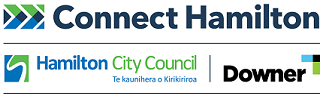 Connect Hamilton
Hamilton City Council
Te kaunihera o Kirikiriroa
Downer